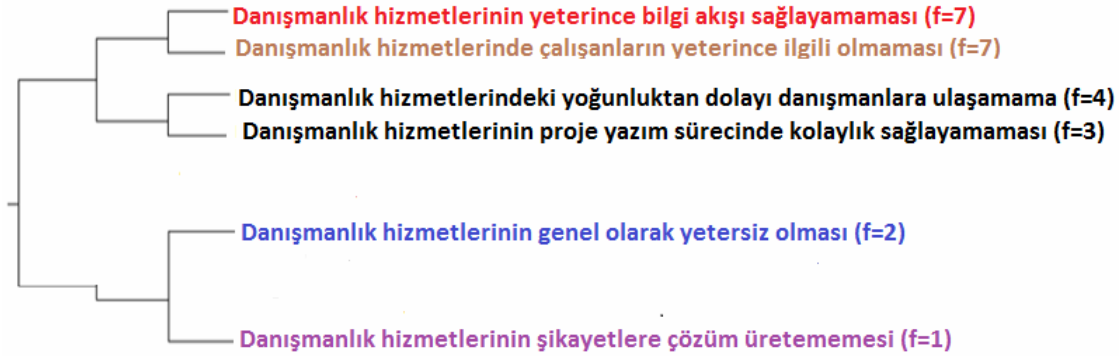 Danışmanlık hizmetlerinin yeterince bilgi akışı sağlayamaması (f=7)
Danışmanlık hizmetlerinde çalışanların yeterince ilgili olmaması (f=7)
Danışmanlık hizmetlerindeki yoğunluktan dolayı danışmanlara ulaşamama (f=4)
Danışmanlık hizmetlerinin proje yazım sürecinde kolaylık sağlayamaması (f=3)
Danışmanlık hizmetlerinin genel olarak yetersiz olması (f=2)
Danışmanlık hizmetlerinin şikayetlere çözüm üretememesi (f=1)